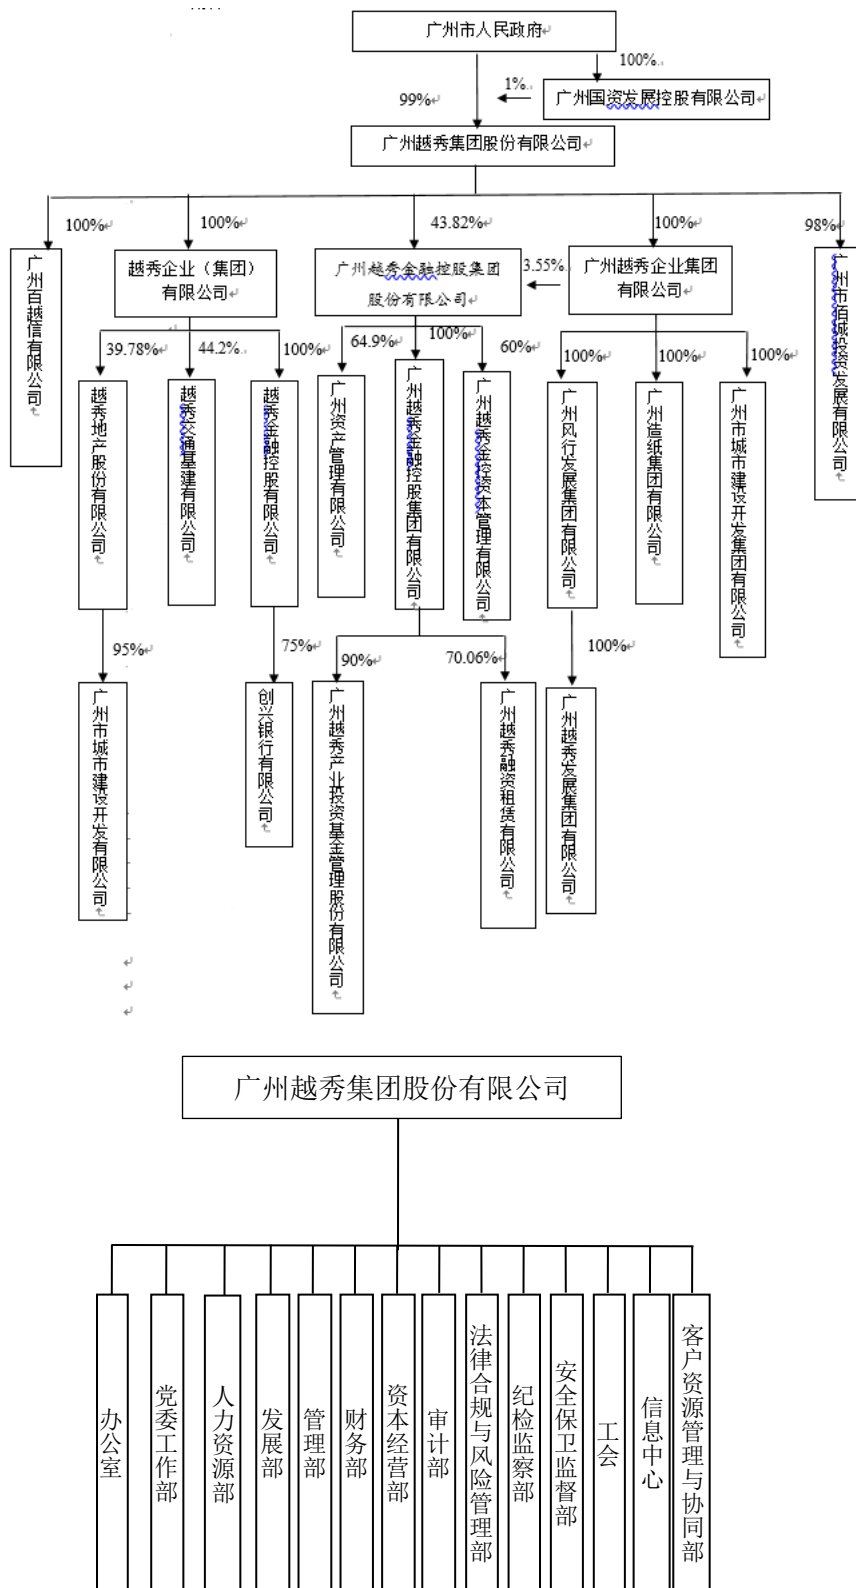 广州市人民政府
100%
1%
99%
广州国资发展控股有限公司
广州越秀集团股份有限公司
100%
100%
43.82%
100%
98%
广州百越信有限公司
越秀企业（集团）
有限公司
广州越秀金融控股集团
股份有限公司
3.55%
广州越秀企业集团
有限公司
广州市佰城投资发展有限公司
39.78%
44.2%
100%
64.9%
100%
60%
100%
100%
100%
越秀地产股份有限公司
越秀交通基建有限公司
越秀金融控股有限公司
广州资产管理有限公司
广州越秀金融控股集团有限公司
广州越秀金控资本管理有限公司
广州风行发展集团有限公司
广州造纸集团有限公司
广州市城市建设开发集团有限公司
95%
75%
90%
70.06%
100%
广州市城市建设开发有限公司
创兴银行有限公司
广州越秀产业投资基金管理股份有限公司
广州越秀融资租赁有限公司
广州越秀发展集团有限公司
广州越秀集团股份有限公司
办公室
党委工作部
人力资源部
发展部
管理部
财务部
资本经营部
审计部
法律合规与风险管理部
纪检监察部
安全保卫监督部
工会
信息中心
客户资源管理与协同部